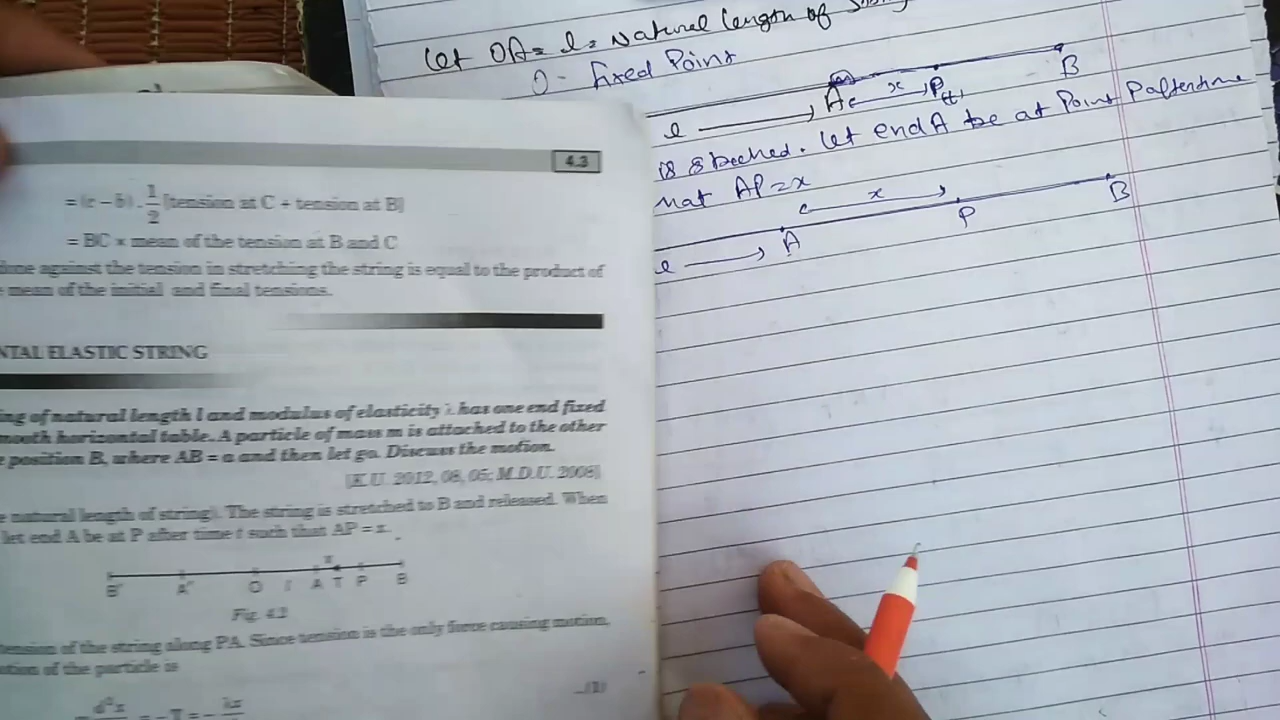 Let OA = l = Natural length of
O - fixed Point
A x P(t) B
l
is streched. Let end A be at Point P after time
that AP = x
x
A P B
l
4.3
= (c – b) . 1/2 [tension at C + tension at B]
= BC × mean of the tension at B and C
done against the tension in stretching the string is equal to the product of
mean of the initial and final tensions.
NTAL ELASTIC STRING
ing of natural length l and modulus of elasticity λ has one end fixed
mooth horizontal table. A particle of mass m is attached to the other
position B, where AB = a and then let go. Discuss the motion.
[K.U. 2012, 08, 05; M.D.U. 2008]
natural length of string). The string is stretched to B and released. When
let end A be at P after time t such that AP = x.
x
B' A' O l A T P B
Fig. 4.2
tension of the string along PA. Since tension is the only force causing motion,
otion of the particle is
...(1)
d²x = – T = – λx